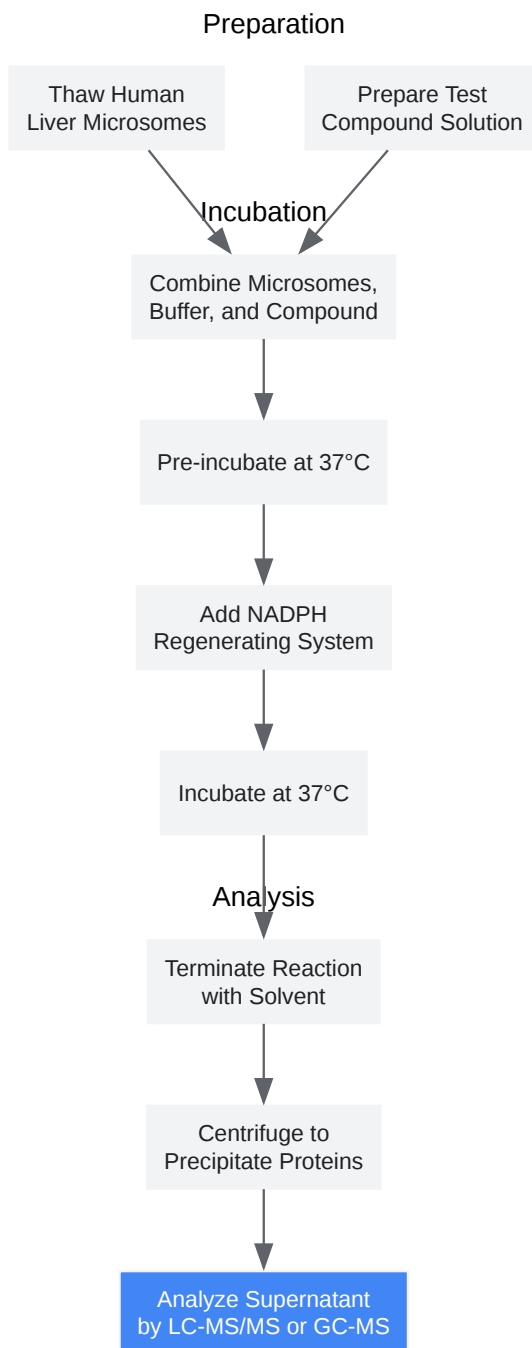 Preparation
Thaw Human
Liver Microsomes
Prepare Test
Compound Solution
Incubation
Combine Microsomes,
Buffer, and Compound
Pre-incubate at 37°C
Add NADPH
Regenerating System
Incubate at 37°C
Analysis
Terminate Reaction
with Solvent
Centrifuge to
Precipitate Proteins
Analyze Supernatant
by LC-MS/MS or GC-MS